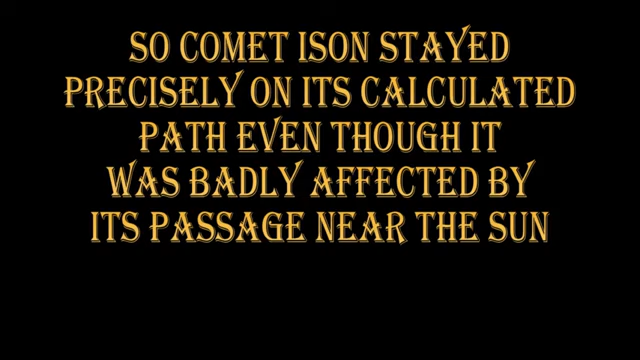 SO COMET ISON STAYED
PRECISELY ON ITS CALCULATED
PATH EVEN THOUGH IT
WAS BADLY AFFECTED BY
ITS PASSAGE NEAR THE SUN